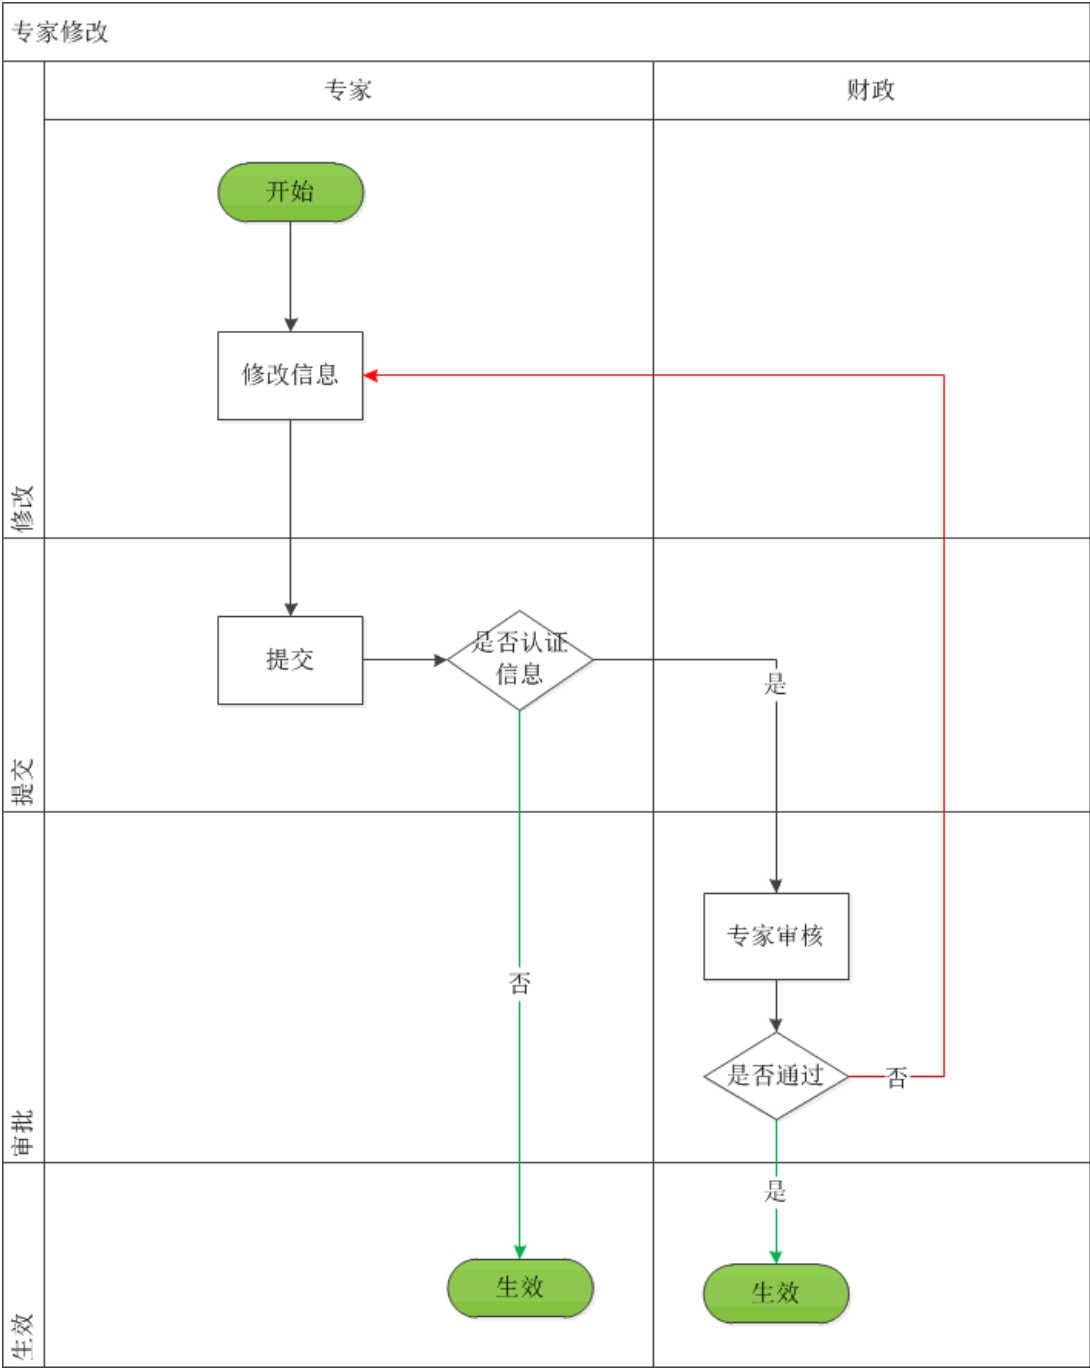 专家修改
专家
财政
开始
修改信息
修改
提交
是否认证
信息
是
提交
专家审核
否
是否通过
否
审批
是
生效
生效
生效